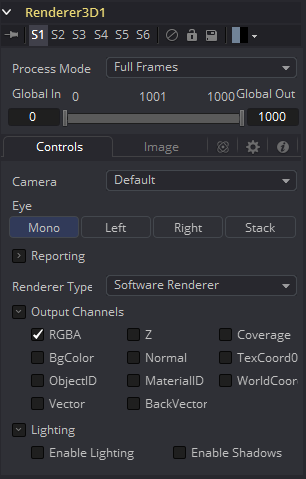 Renderer3D1
S1 S2 S3 S4 S5 S6
Process Mode Full Frames
Global In 0 1001 1000 Global Out
0 1000
Controls Image
Camera Default
Eye
Mono Left Right Stack
Reporting
Renderer Type Software Renderer
Output Channels
RGBA Z Coverage
BgColor Normal TexCoord0
ObjectID MaterialID WorldCoor
Vector BackVector
Lighting
Enable Lighting Enable Shadows